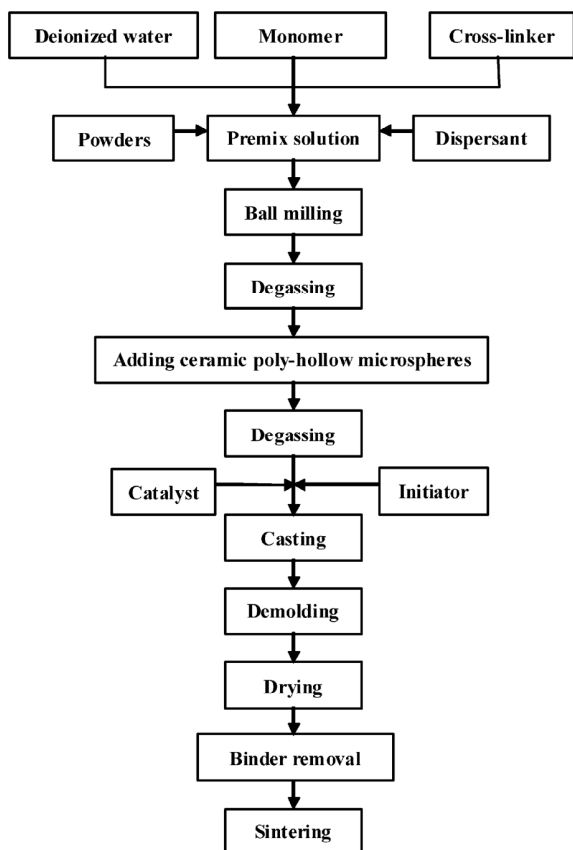 Deionized water
Monomer
Cross-linker
Powders
Premix solution
Dispersant
Ball milling
Degassing
Adding ceramic poly-hollow microspheres
Degassing
Catalyst
Initiator
Casting
Demolding
Drying
Binder removal
Sintering